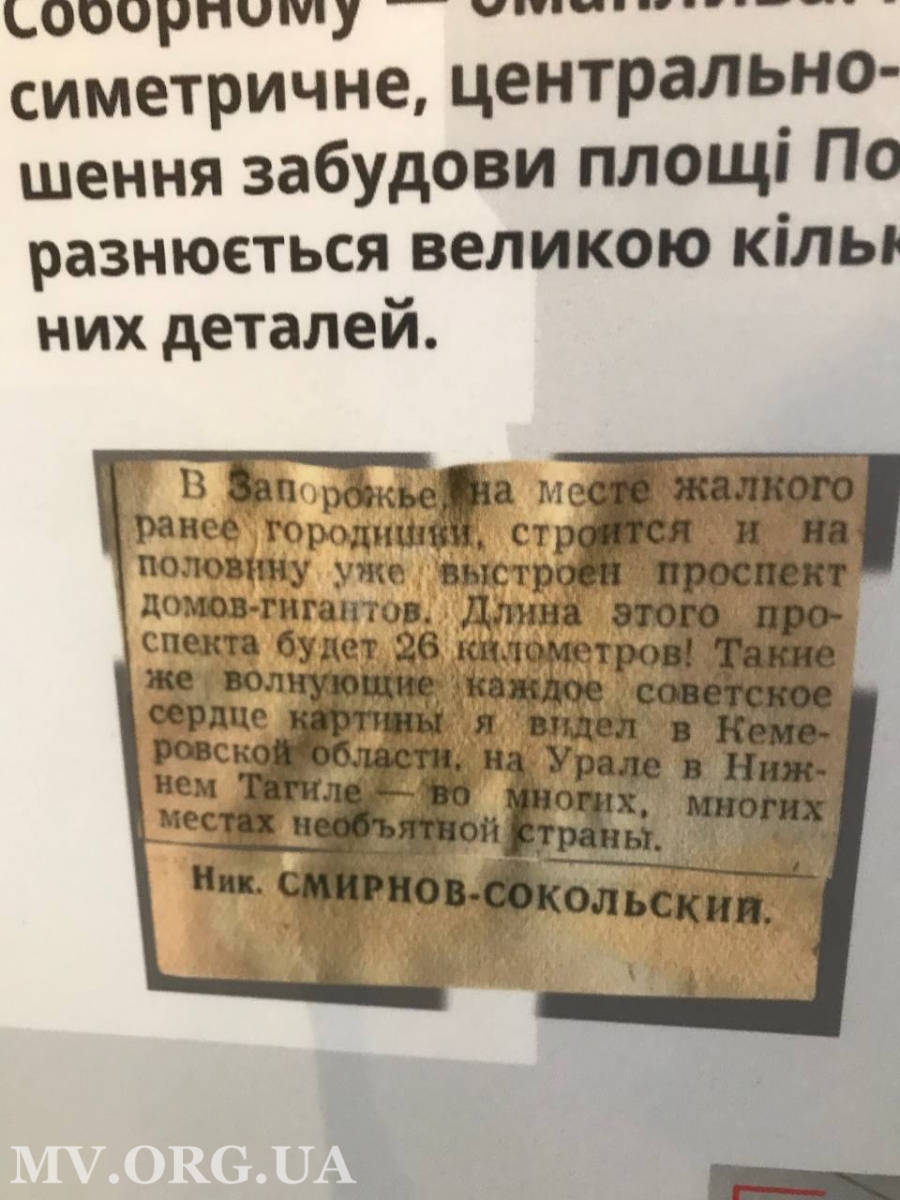 Соборному —
симетричне, центрально-
шення забудови площі По
разнюється великою кільк
них деталей.
В Запорожье, на месте жалкого
ранее городишки, строится и на
половину уже выстроен проспект
домов-гигантов. Длина этого про-
спекта будет 26 километров! Такие
же волнующие каждое советское
сердце картины я видел в Кеме-
ровской области, на Урале в Ниж-
нем Тагиле — во многих, многих
местах необъятной страны.
Ник. СМИРНОВ-СОКОЛЬСКИЙ.
MV.ORG.UA